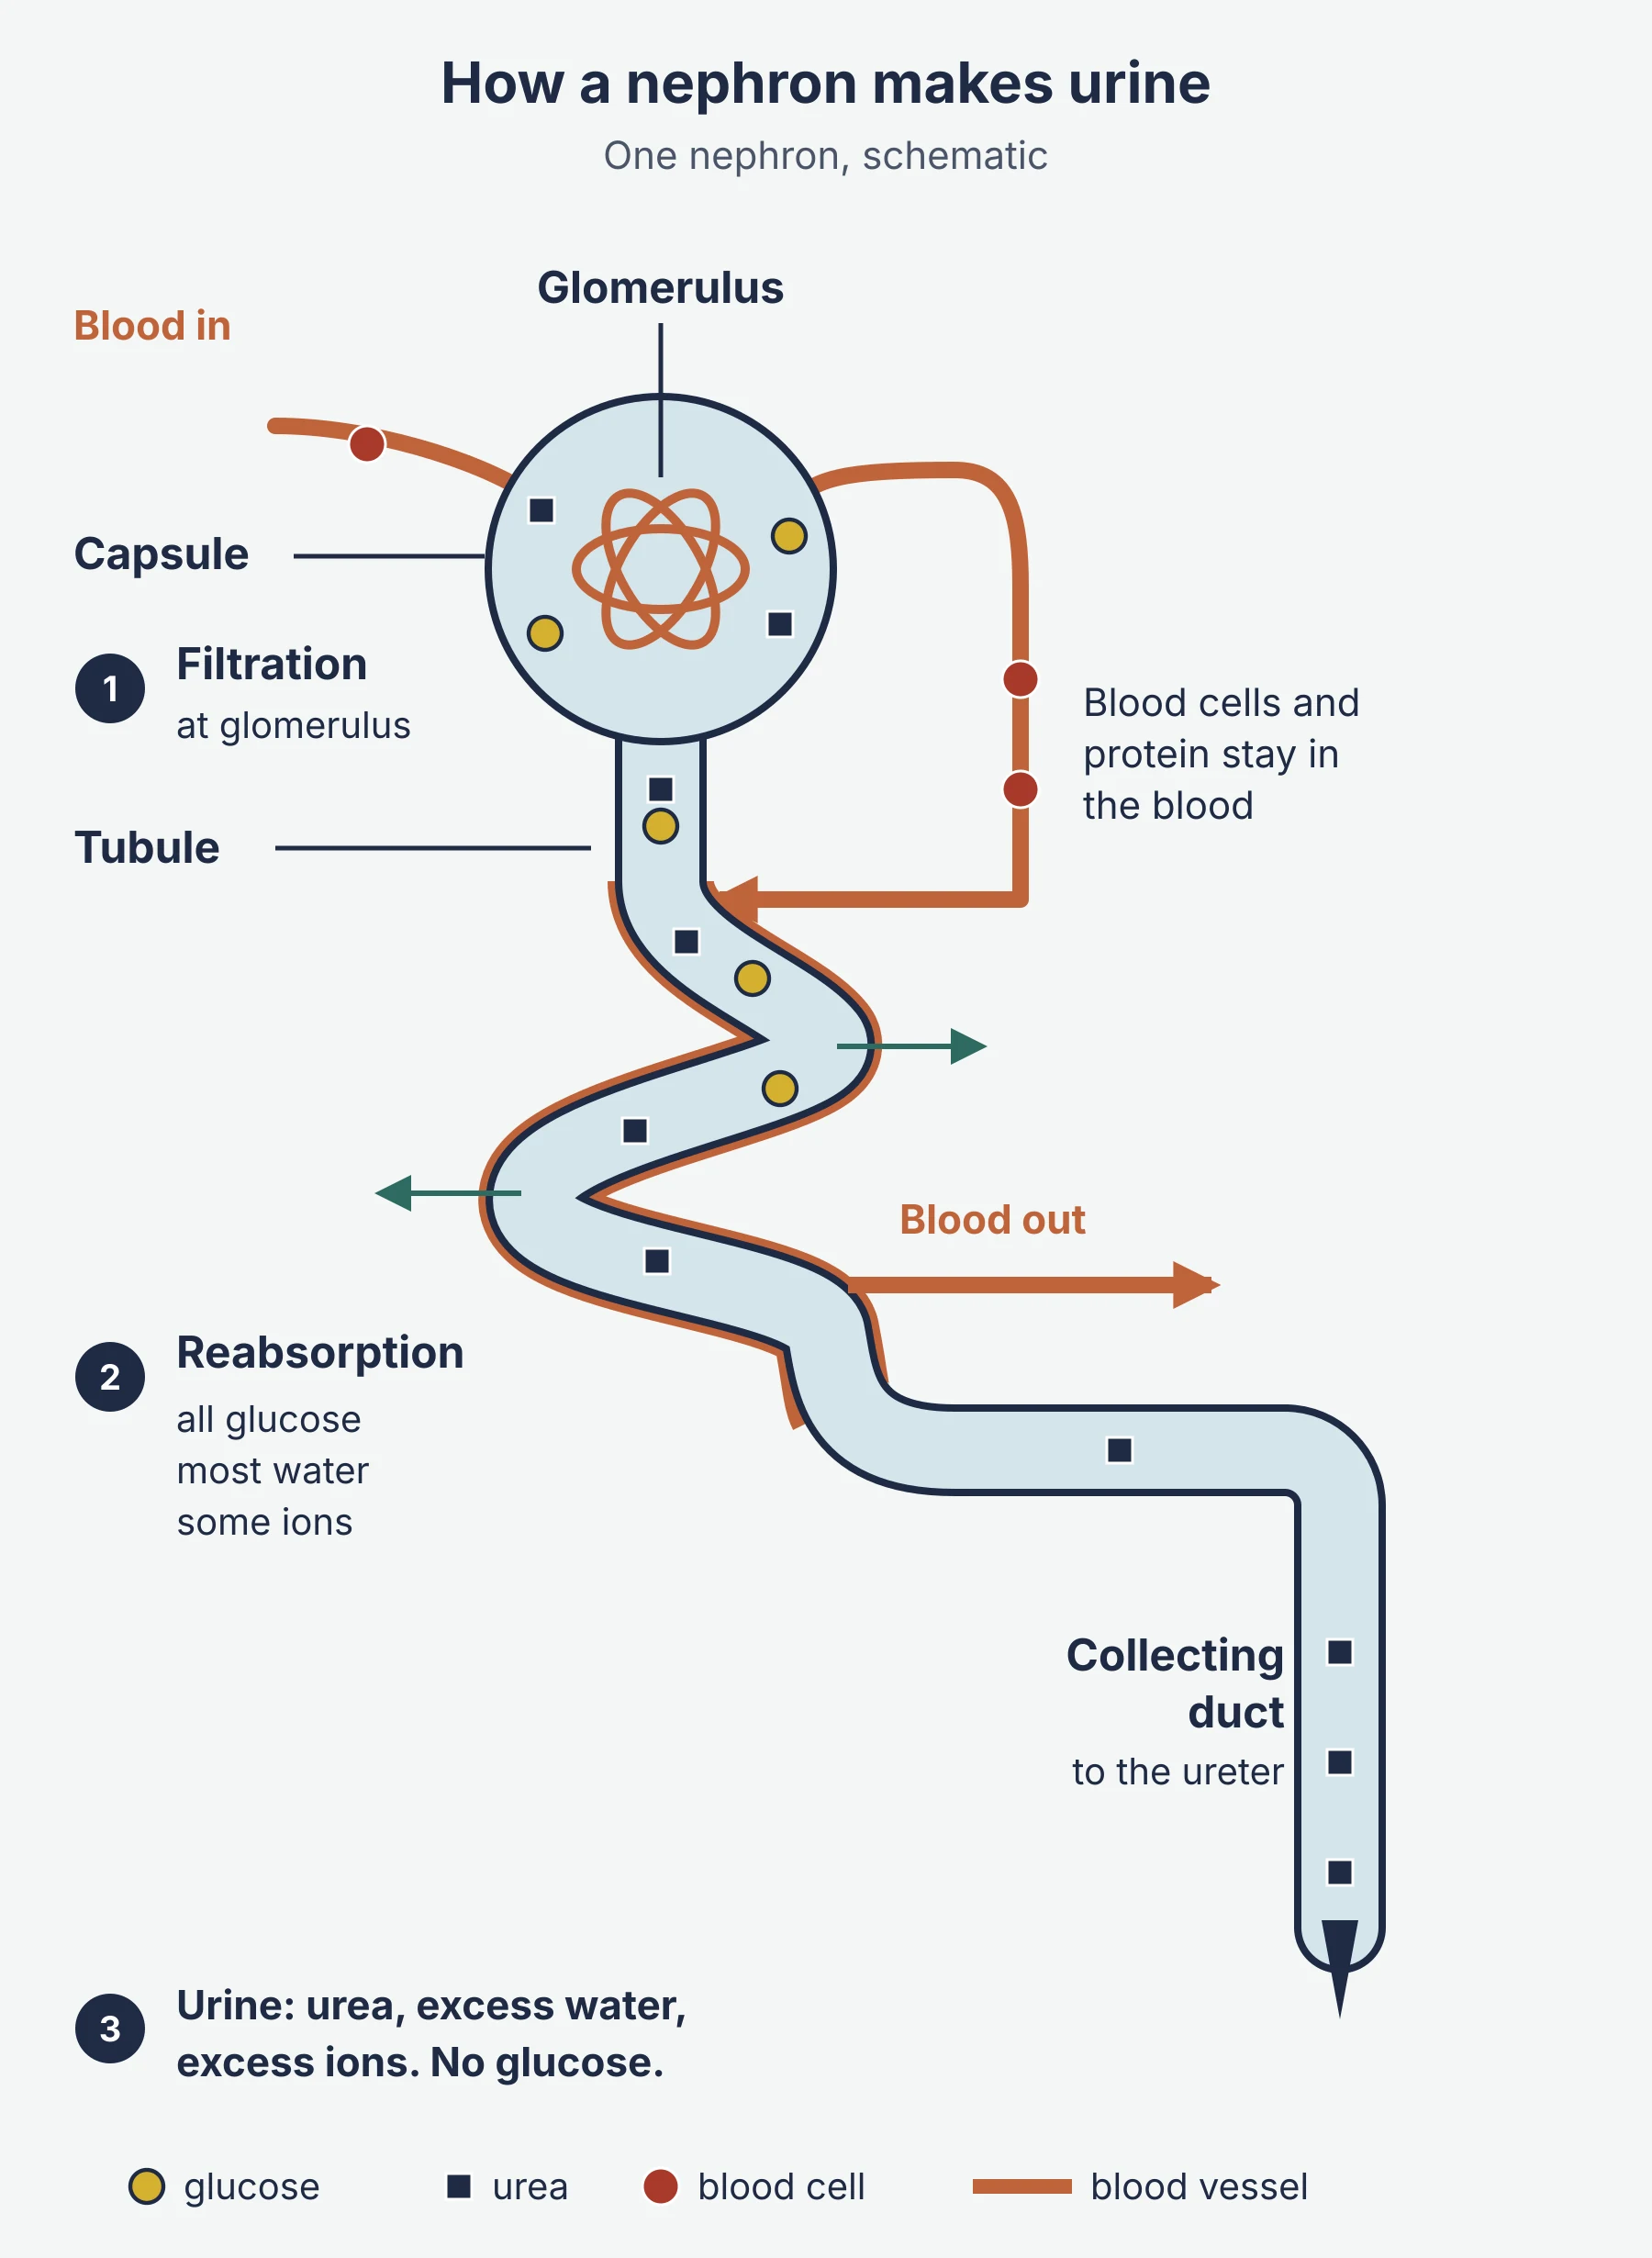 How a nephron makes urine
One nephron, schematic
Glomerulus
Blood in
Capsule
1
Filtration
at glomerulus
Blood cells and
protein stay in
the blood
Tubule
Blood out
2
Reabsorption
all glucose
most water
some ions
Collecting
duct
to the ureter
3
Urine: urea, excess water,
excess ions. No glucose.
glucose
urea
blood cell
blood vessel